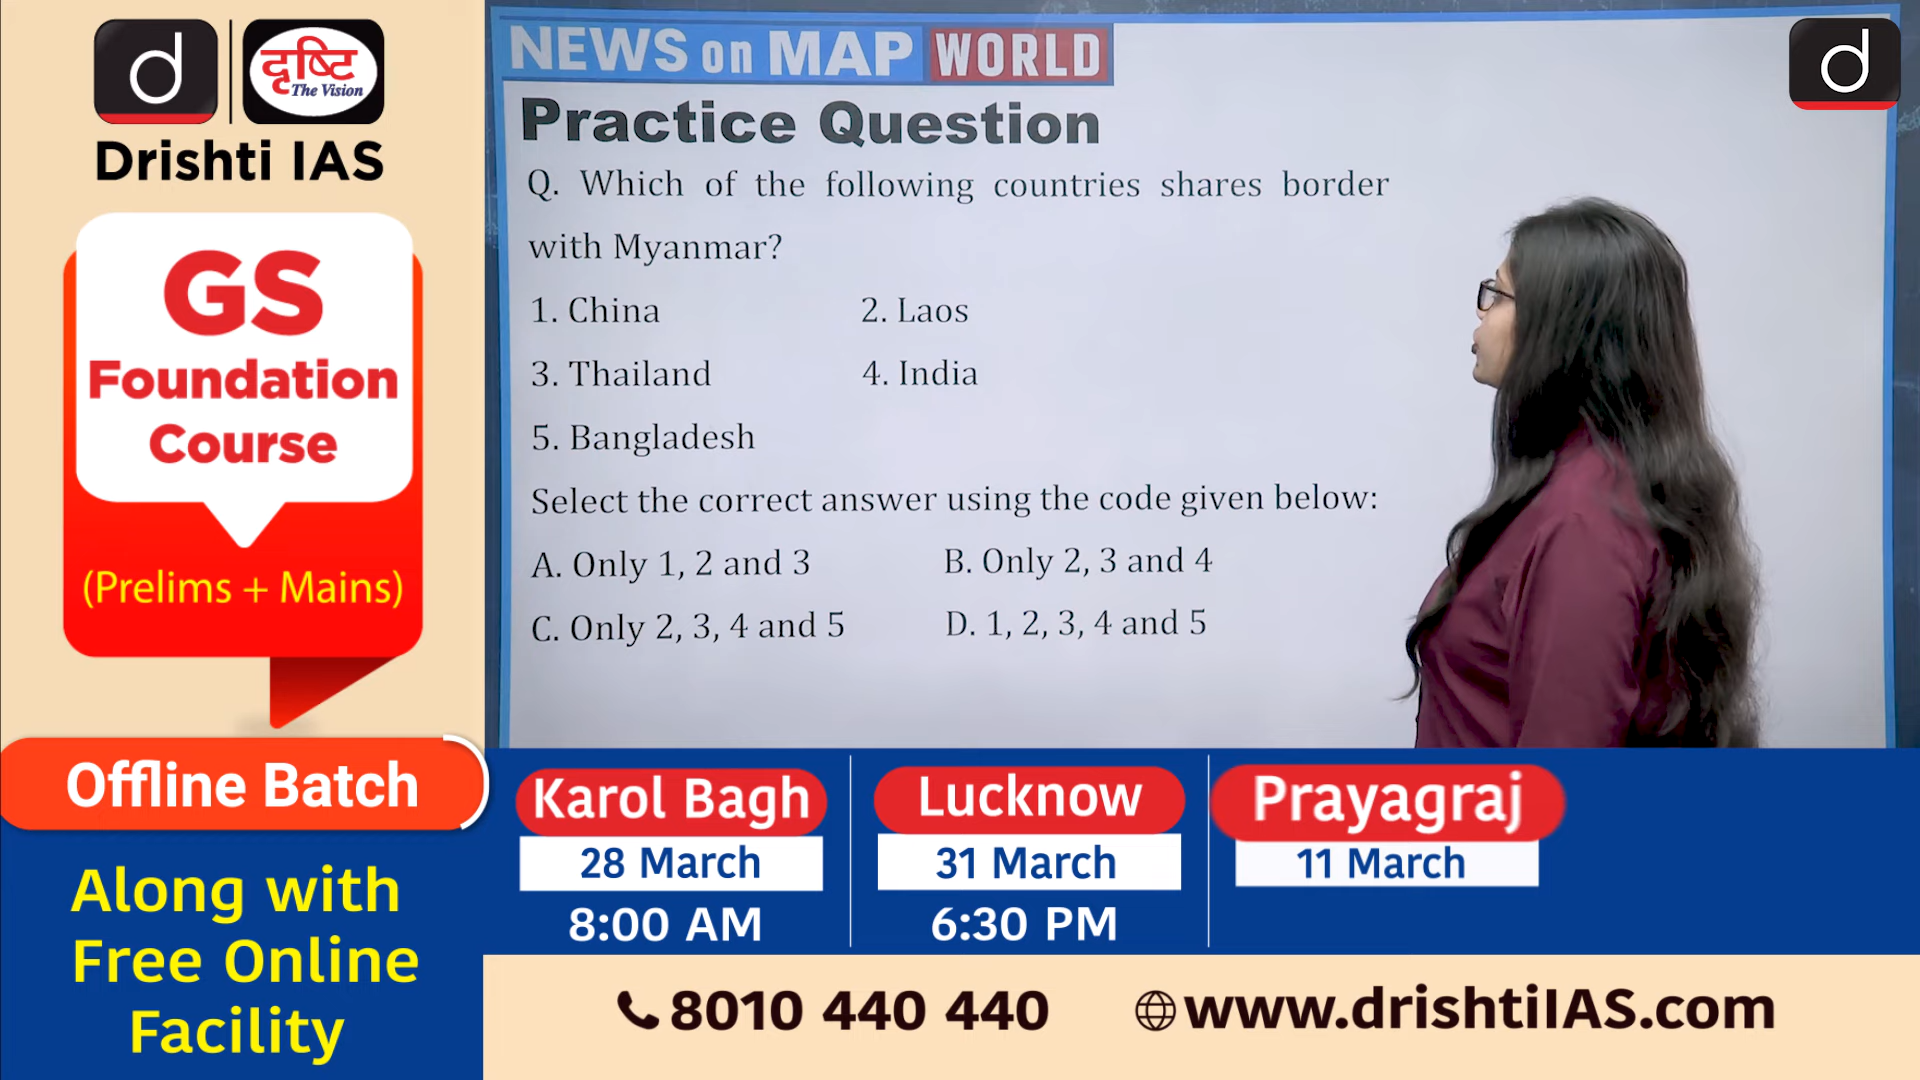 d
दृष्टि
The Vision
Drishti IAS
GS
Foundation
Course
(Prelims + Mains)
Offline Batch
Along with
Free Online
Facility
NEWS on MAP WORLD
d
Practice Question
Q. Which of the following countries shares border
with Myanmar?
1. China 2. Laos
3. Thailand 4. India
5. Bangladesh
Select the correct answer using the code given below:
A. Only 1, 2 and 3 B. Only 2, 3 and 4
C. Only 2, 3, 4 and 5 D. 1, 2, 3, 4 and 5
Karol Bagh
28 March
8:00 AM
Lucknow
31 March
6:30 PM
Prayagraj
11 March
8010 440 440 www.drishtiIAS.com